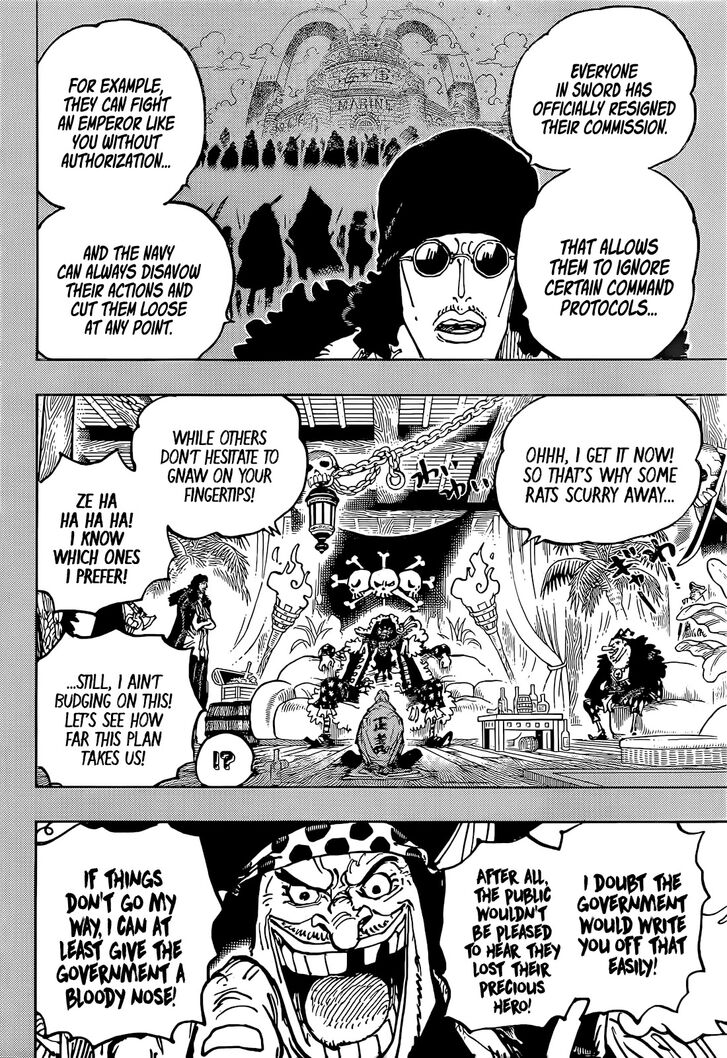 EVERYONE
IN SWORD HAS
OFFICIALLY RESIGNED
THEIR COMMISSION.
THAT ALLOWS
THEM TO IGNORE
CERTAIN COMMAND
PROTOCOLS...
MARINE
FOR EXAMPLE,
THEY CAN FIGHT
AN EMPEROR LIKE
YOU WITHOUT
AUTHORIZATION...
AND THE NAVY
CAN ALWAYS DISAVOW
THEIR ACTIONS AND
CUT THEM LOOSE
AT ANY POINT.
OHHH, I GET IT NOW!
SO THAT'S WHY SOME
RATS SCURRY AWAY...
WHILE OTHERS
DON'T HESITATE TO
GNAW ON YOUR
FINGERTIPS!
ZE HA
HA HA HA!
I KNOW
WHICH ONES
I PREFER!
...STILL, I AIN'T
BUDGING ON THIS!
LET'S SEE HOW
FAR THIS PLAN
TAKES US!
!?
正義
I DOUBT THE
GOVERNMENT
WOULD WRITE
YOU OFF THAT
EASILY!
AFTER ALL,
THE PUBLIC
WOULDN'T
BE PLEASED
TO HEAR THEY
LOST THEIR
PRECIOUS
HERO!
IF THINGS
DON'T GO MY
WAY, I CAN AT
LEAST GIVE THE
GOVERNMENT A
BLOODY NOSE!